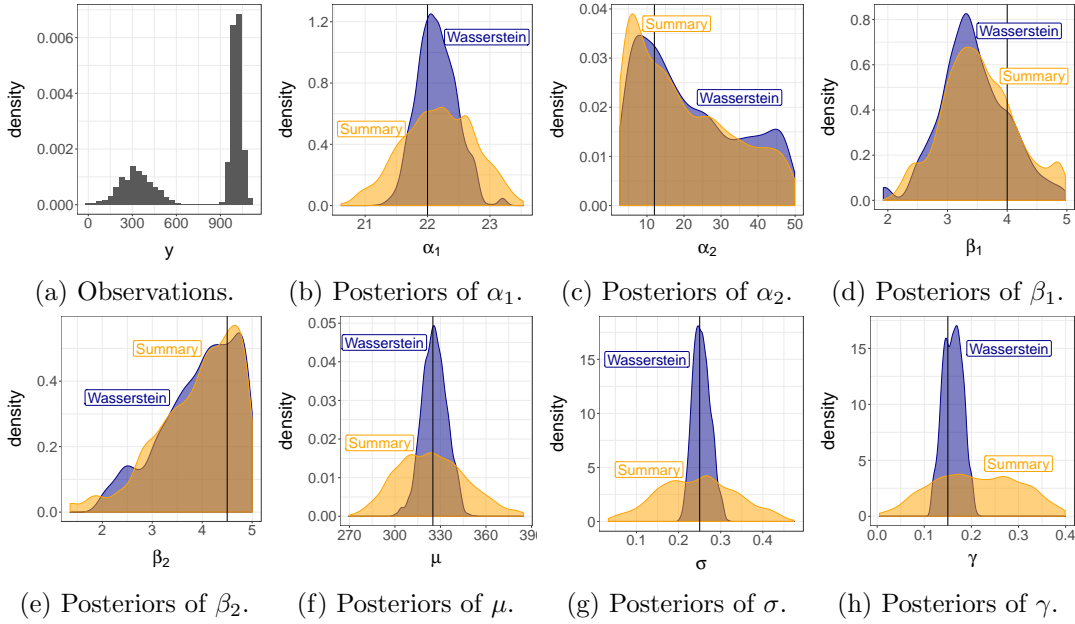 0.006
0.004
0.002
0.000
density
0 300 600 900
y
(a) Observations.
1.2
0.8
0.4
0.0
density
Wasserstein
Summary
21 22 23
α1
(b) Posteriors of α1.
0.04
0.03
0.02
0.01
0.00
density
Summary
Wasserstein
10 20 30 40 50
α2
(c) Posteriors of α2.
0.8
0.6
0.4
0.2
0.0
density
Wasserstein
Summary
2 3 4 5
β1
(d) Posteriors of β1.
0.4
0.2
0.0
density
Summary
Wasserstein
2 3 4 5
β2
(e) Posteriors of β2.
0.05
0.04
0.03
0.02
0.01
0.00
density
Wasserstein
Summary
270 300 330 360 390
μ
(f) Posteriors of μ.
15
10
5
0
density
Wasserstein
Summary
0.1 0.2 0.3 0.4
σ
(g) Posteriors of σ.
15
10
5
0
density
Wasserstein
Summary
0.0 0.1 0.2 0.3 0.4
γ
(h) Posteriors of γ.